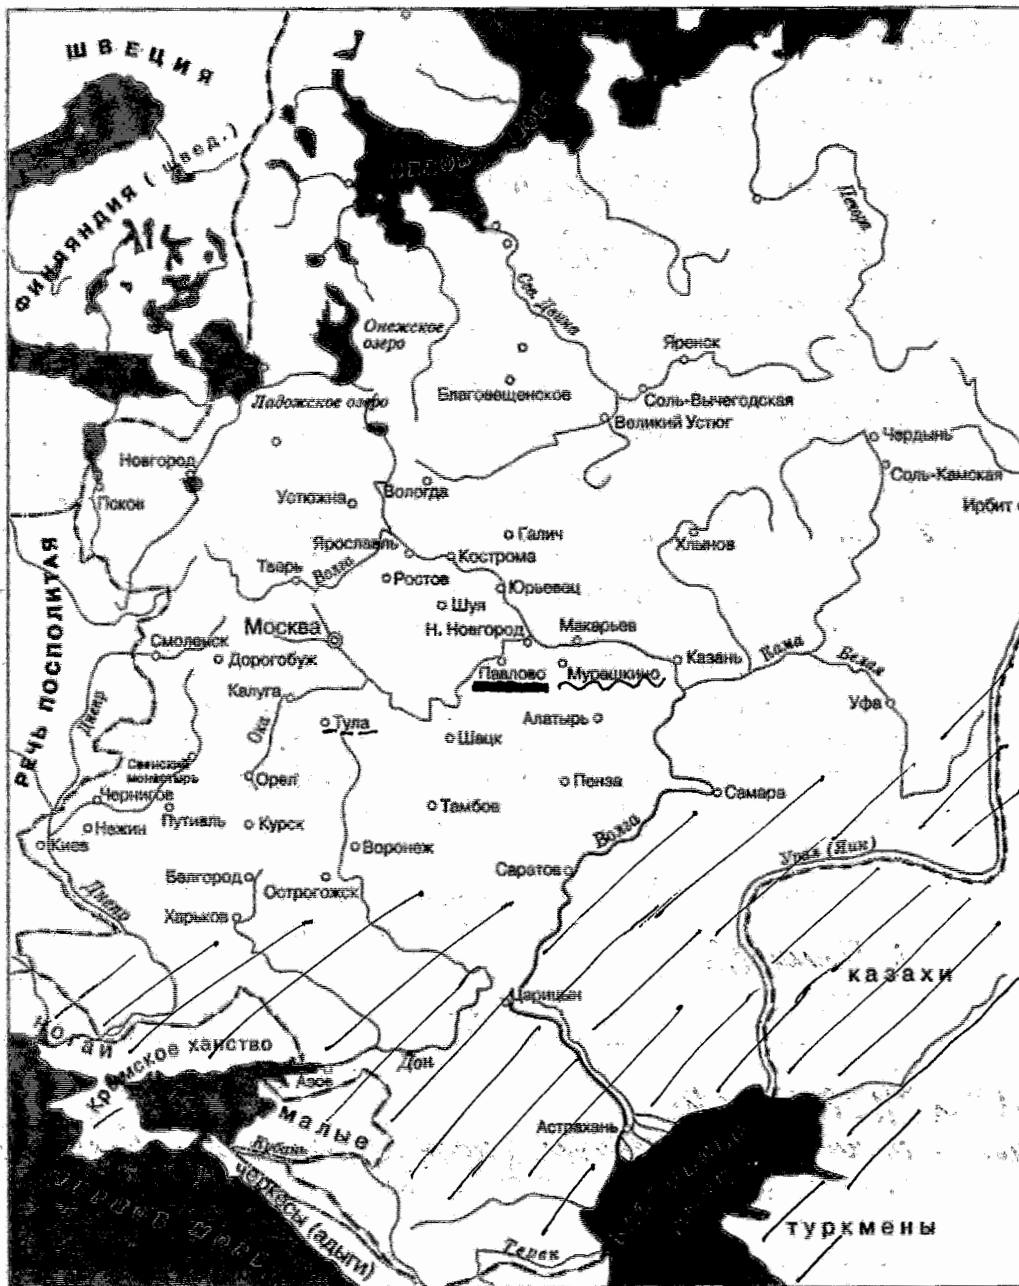 ШВЕЦИЯ
ФИНЛЯНДИЯ (швед.)
Печора
Сев. Двина
Онежское
озеро
Яренск
Благовещенское
Соль-Вычегодская
Ладожское озеро
Великий Устюг
Чердынь
Новгород
Соль-Камская
Псков
Устюжна
Вологда
Ирбит
Галич
Хлынов
Ярославль
Кострома
Тверь
Волга
Ростов
Юрьевец
Шуя
РЕЧЬ ПОСПОЛИТАЯ
Москва
Н. Новгород
Макарьев
Смоленск
Дорогобуж
Павлово
Мурашкино
Казань
Кама
Белая
Калуга
Уфа
Днепр
Ока
Тула
Алатырь
Шацк
Свенский
монастырь
Орел
Пенза
Чернигов
Самара
Тамбов
Путивль
Нежин
Курск
Волга
Киев
Воронеж
Урал (Яик)
Саратов
Белгород
Острогожск
Днепр
Харьков
казахи
Царицын
Ногаи
Крымское ханство
Дон
Азов
малые
Астрахань
Кубань
черкесы (адыги)
туркмены
Терек